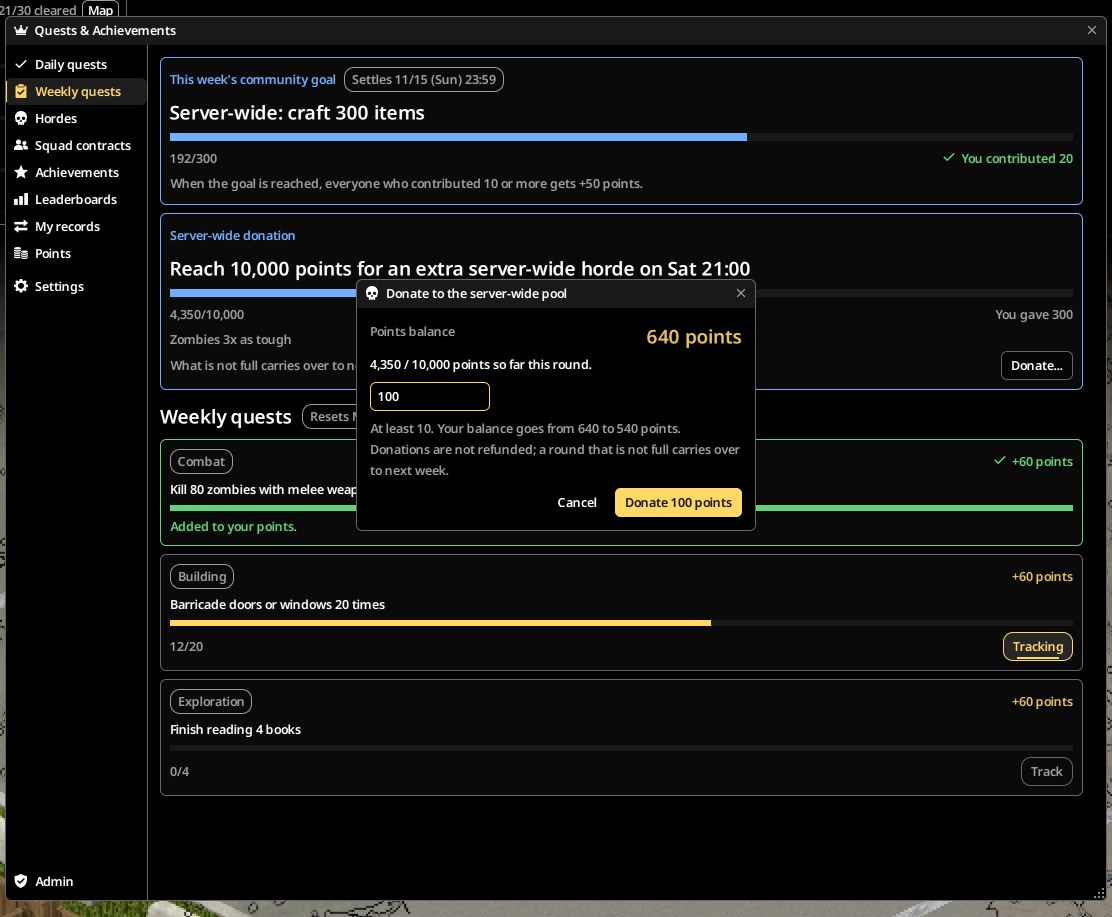 21/30 cleared Map
Quests & Achievements
Daily quests
Weekly quests
Hordes
Squad contracts
Achievements
Leaderboards
My records
Points
Settings
Admin
This week's community goal Settles 11/15 (Sun) 23:59
Server-wide: craft 300 items
192/300 You contributed 20
When the goal is reached, everyone who contributed 10 or more gets +50 points.
Server-wide donation
Reach 10,000 points for an extra server-wide horde on Sat 21:00
4,350/10,000 You gave 300
Zombies 3x as tough
What is not full carries over to
Donate...
Donate to the server-wide pool
Points balance 640 points
4,350 / 10,000 points so far this round.
100
At least 10. Your balance goes from 640 to 540 points.
Donations are not refunded; a round that is not full carries over
to next week.
Cancel Donate 100 points
Weekly quests Resets
Combat +60 points
Kill 80 zombies with melee
Added to your points.
Building +60 points
Barricade doors or windows 20 times
12/20 Tracking
Exploration +60 points
Finish reading 4 books
0/4 Track